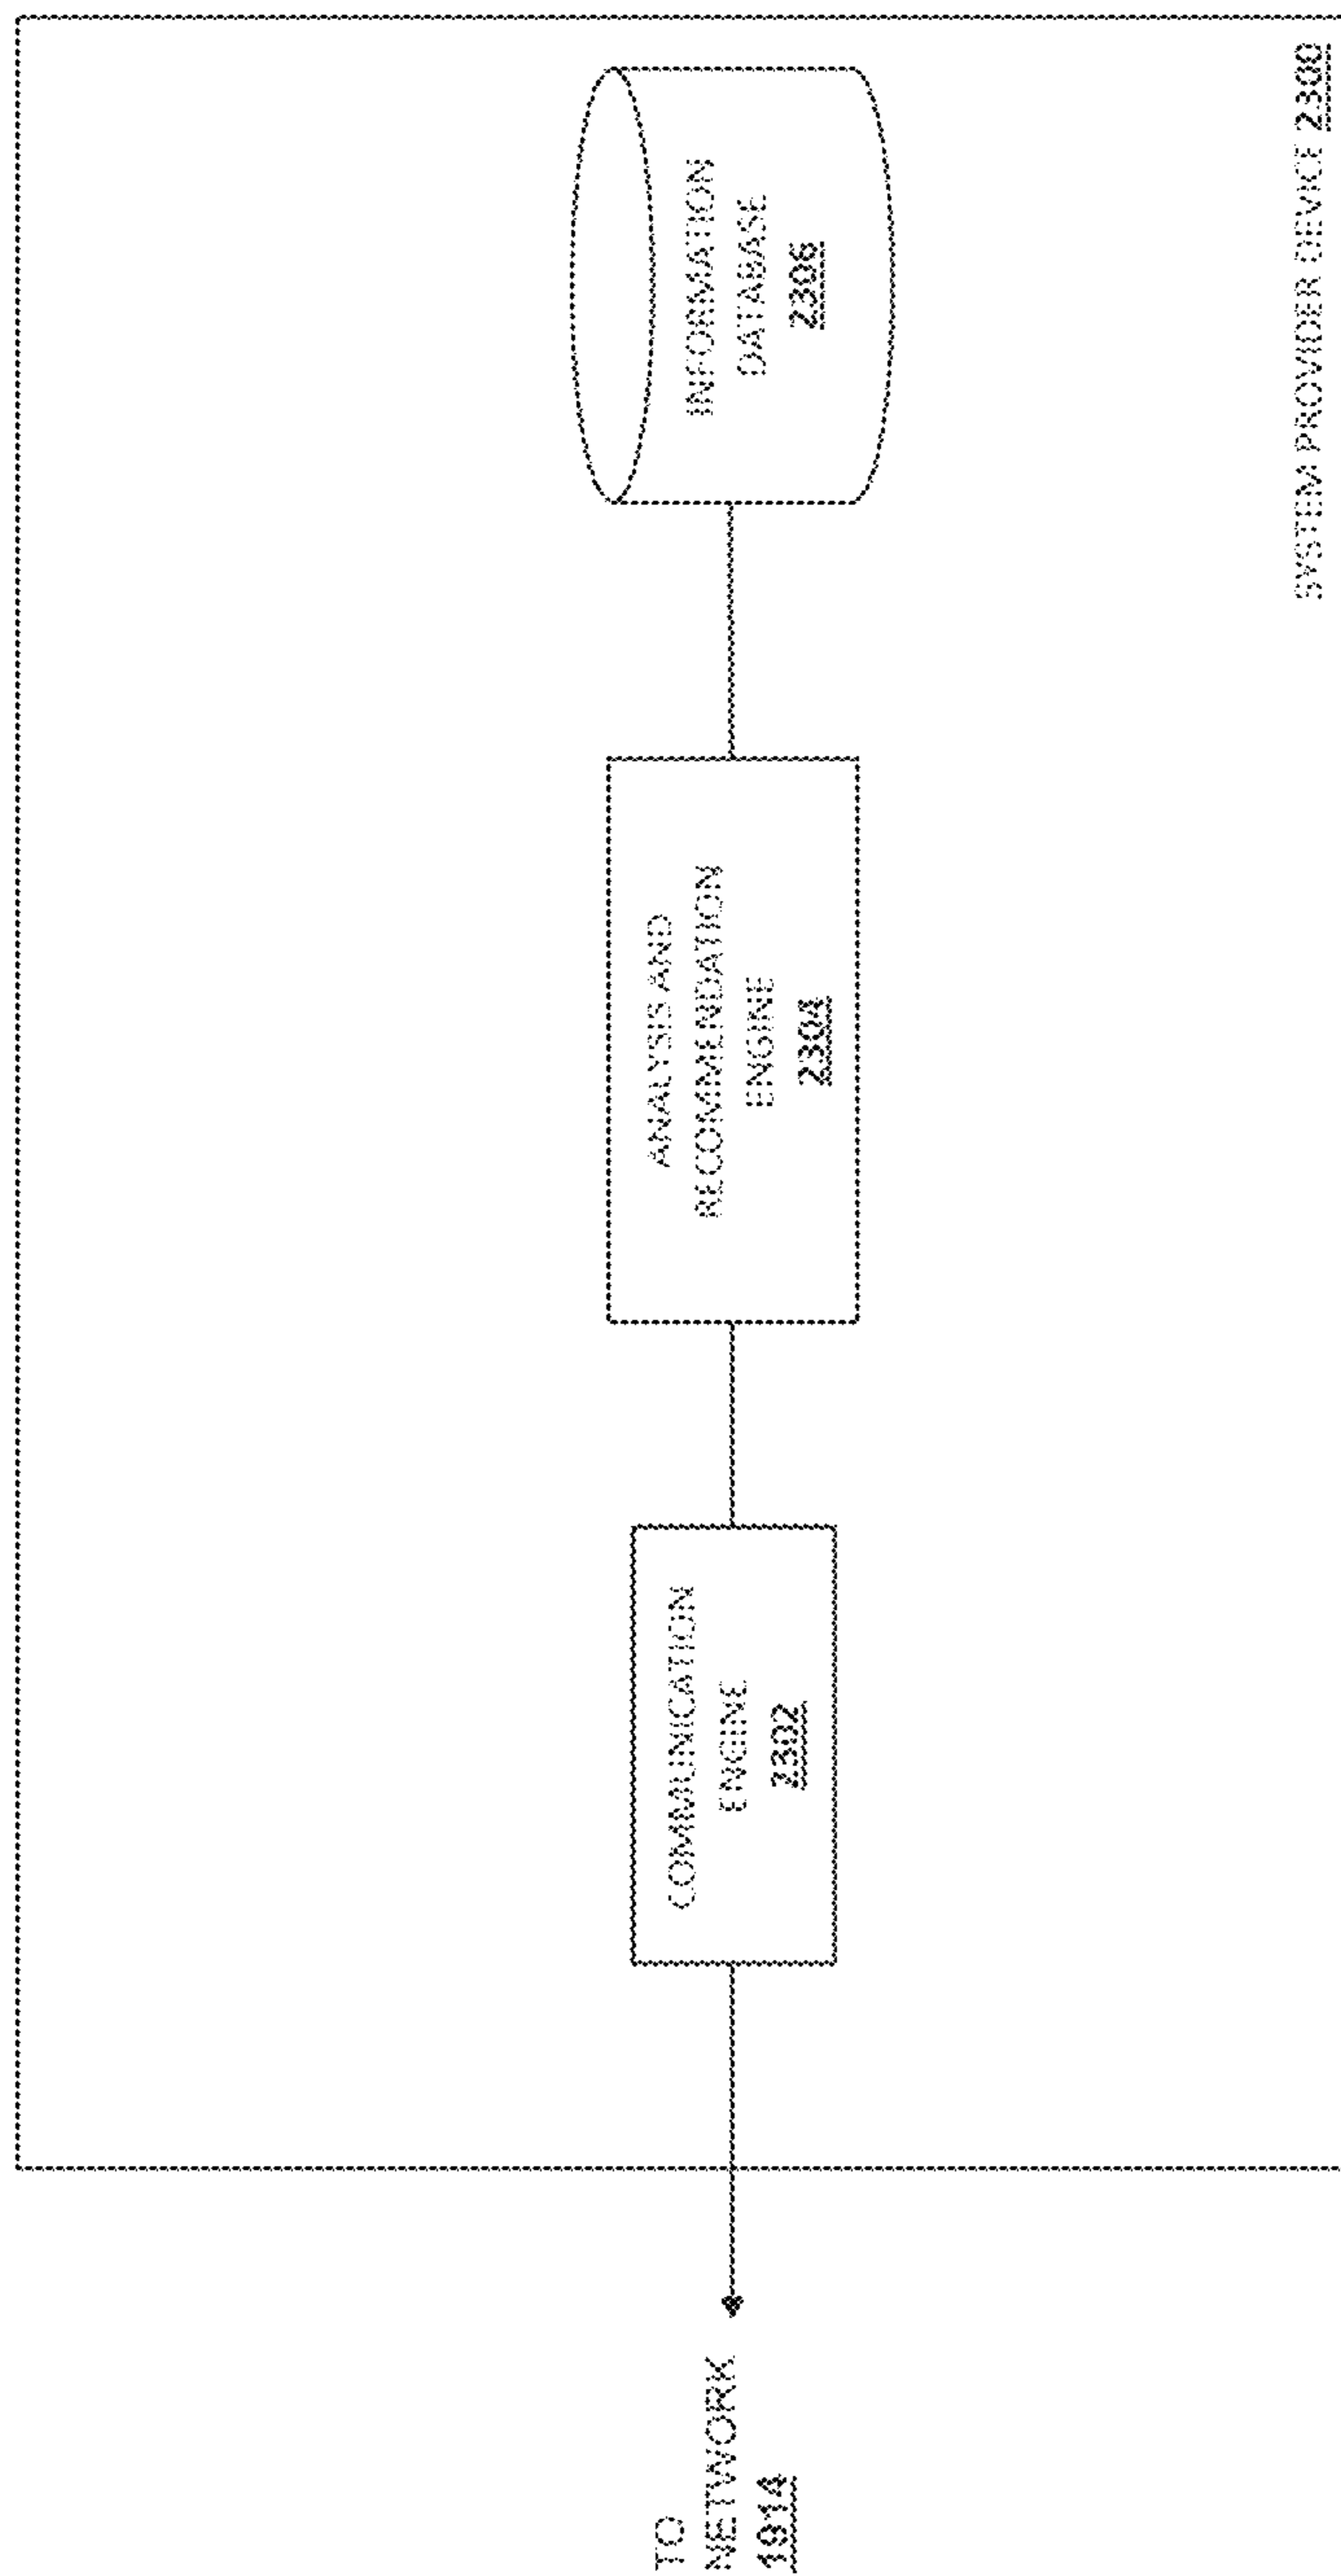 TO
NETWORK
1914
COMMUNICATION
ENGINE
2302
ANALYSIS AND
RECOMMENDATION
ENGINE
2304
INFORMATION
DATABASE
2306
SYSTEM PROVIDER DEVICE 2300